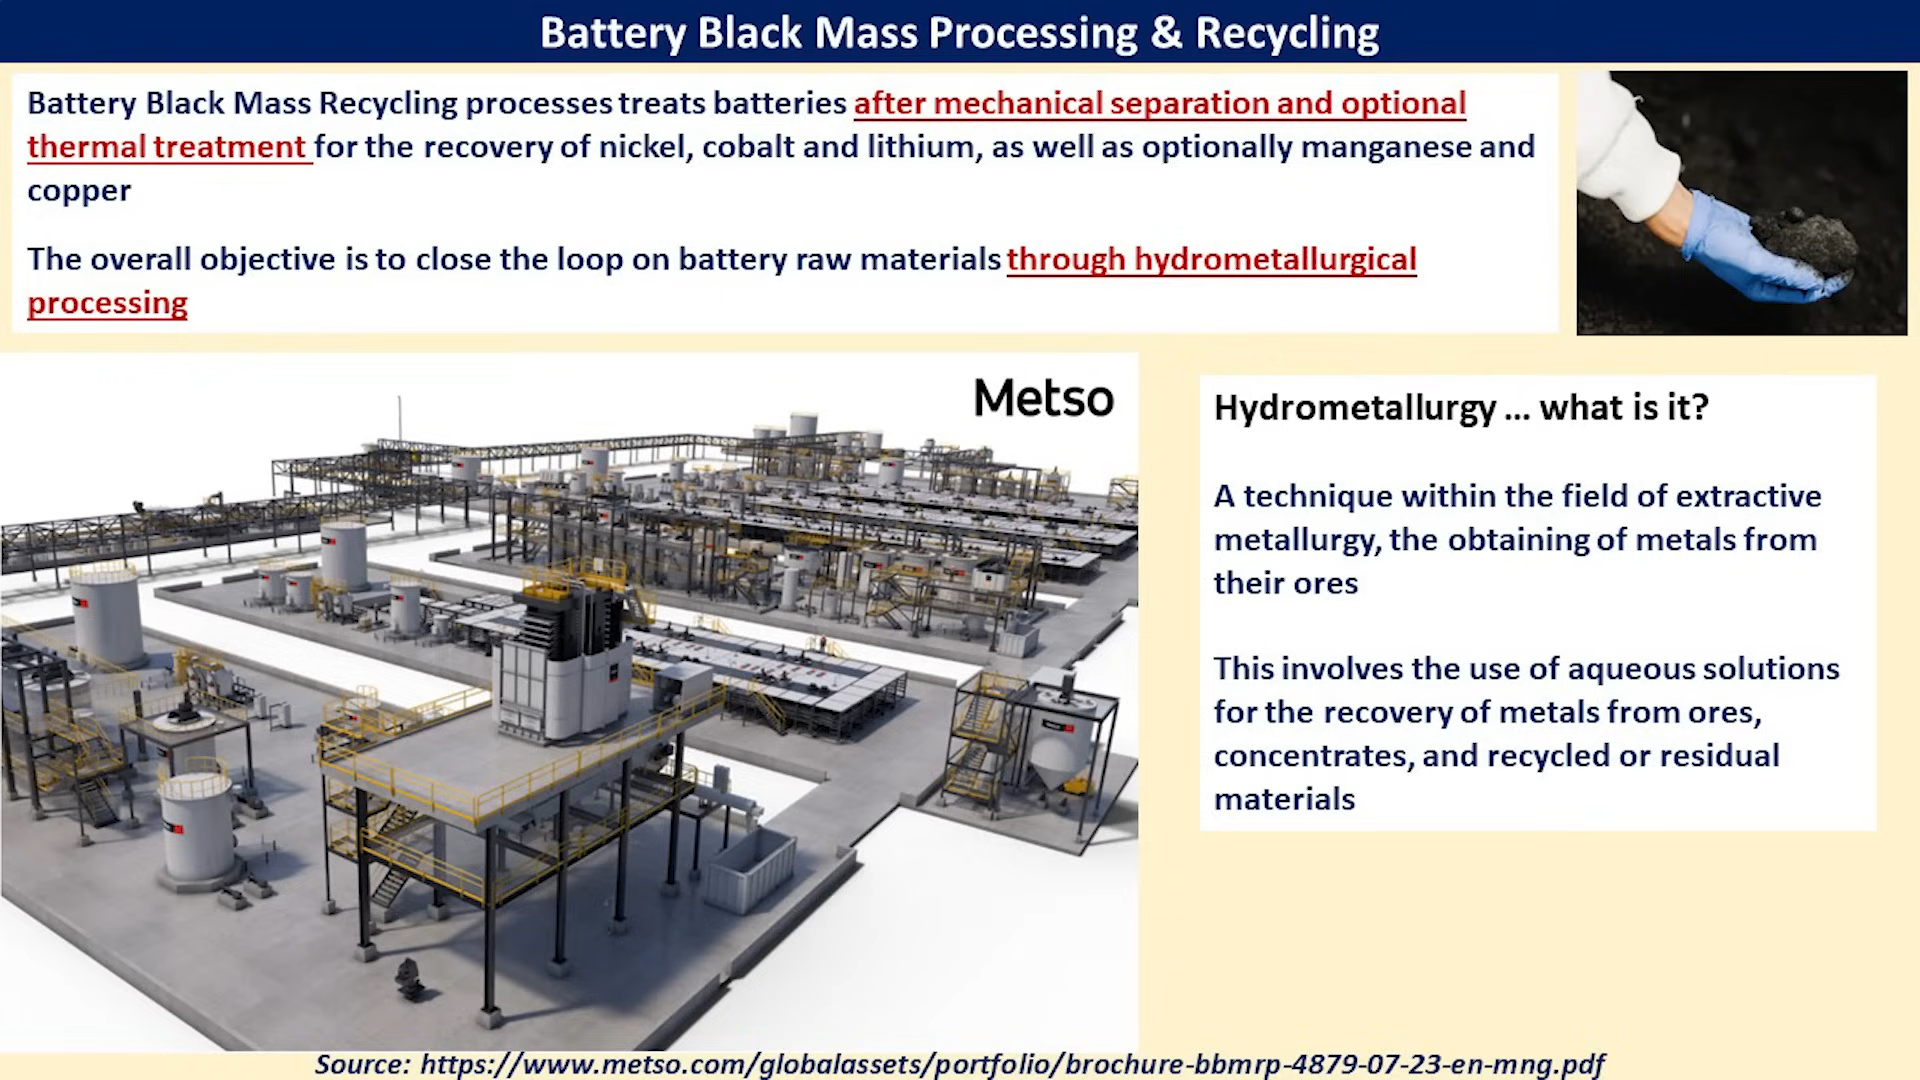 Battery Black Mass Processing & Recycling
Battery Black Mass Recycling processes treats batteries after mechanical separation and optional
thermal treatment for the recovery of nickel, cobalt and lithium, as well as optionally manganese and
copper
The overall objective is to close the loop on battery raw materials through hydrometallurgical
processing
Metso
Hydrometallurgy ... what is it?
A technique within the field of extractive
metallurgy, the obtaining of metals from
their ores
This involves the use of aqueous solutions
for the recovery of metals from ores,
concentrates, and recycled or residual
materials
Source: https://www.metso.com/globalassets/portfolio/brochure-bbmrp-4879-07-23-en-mng.pdf